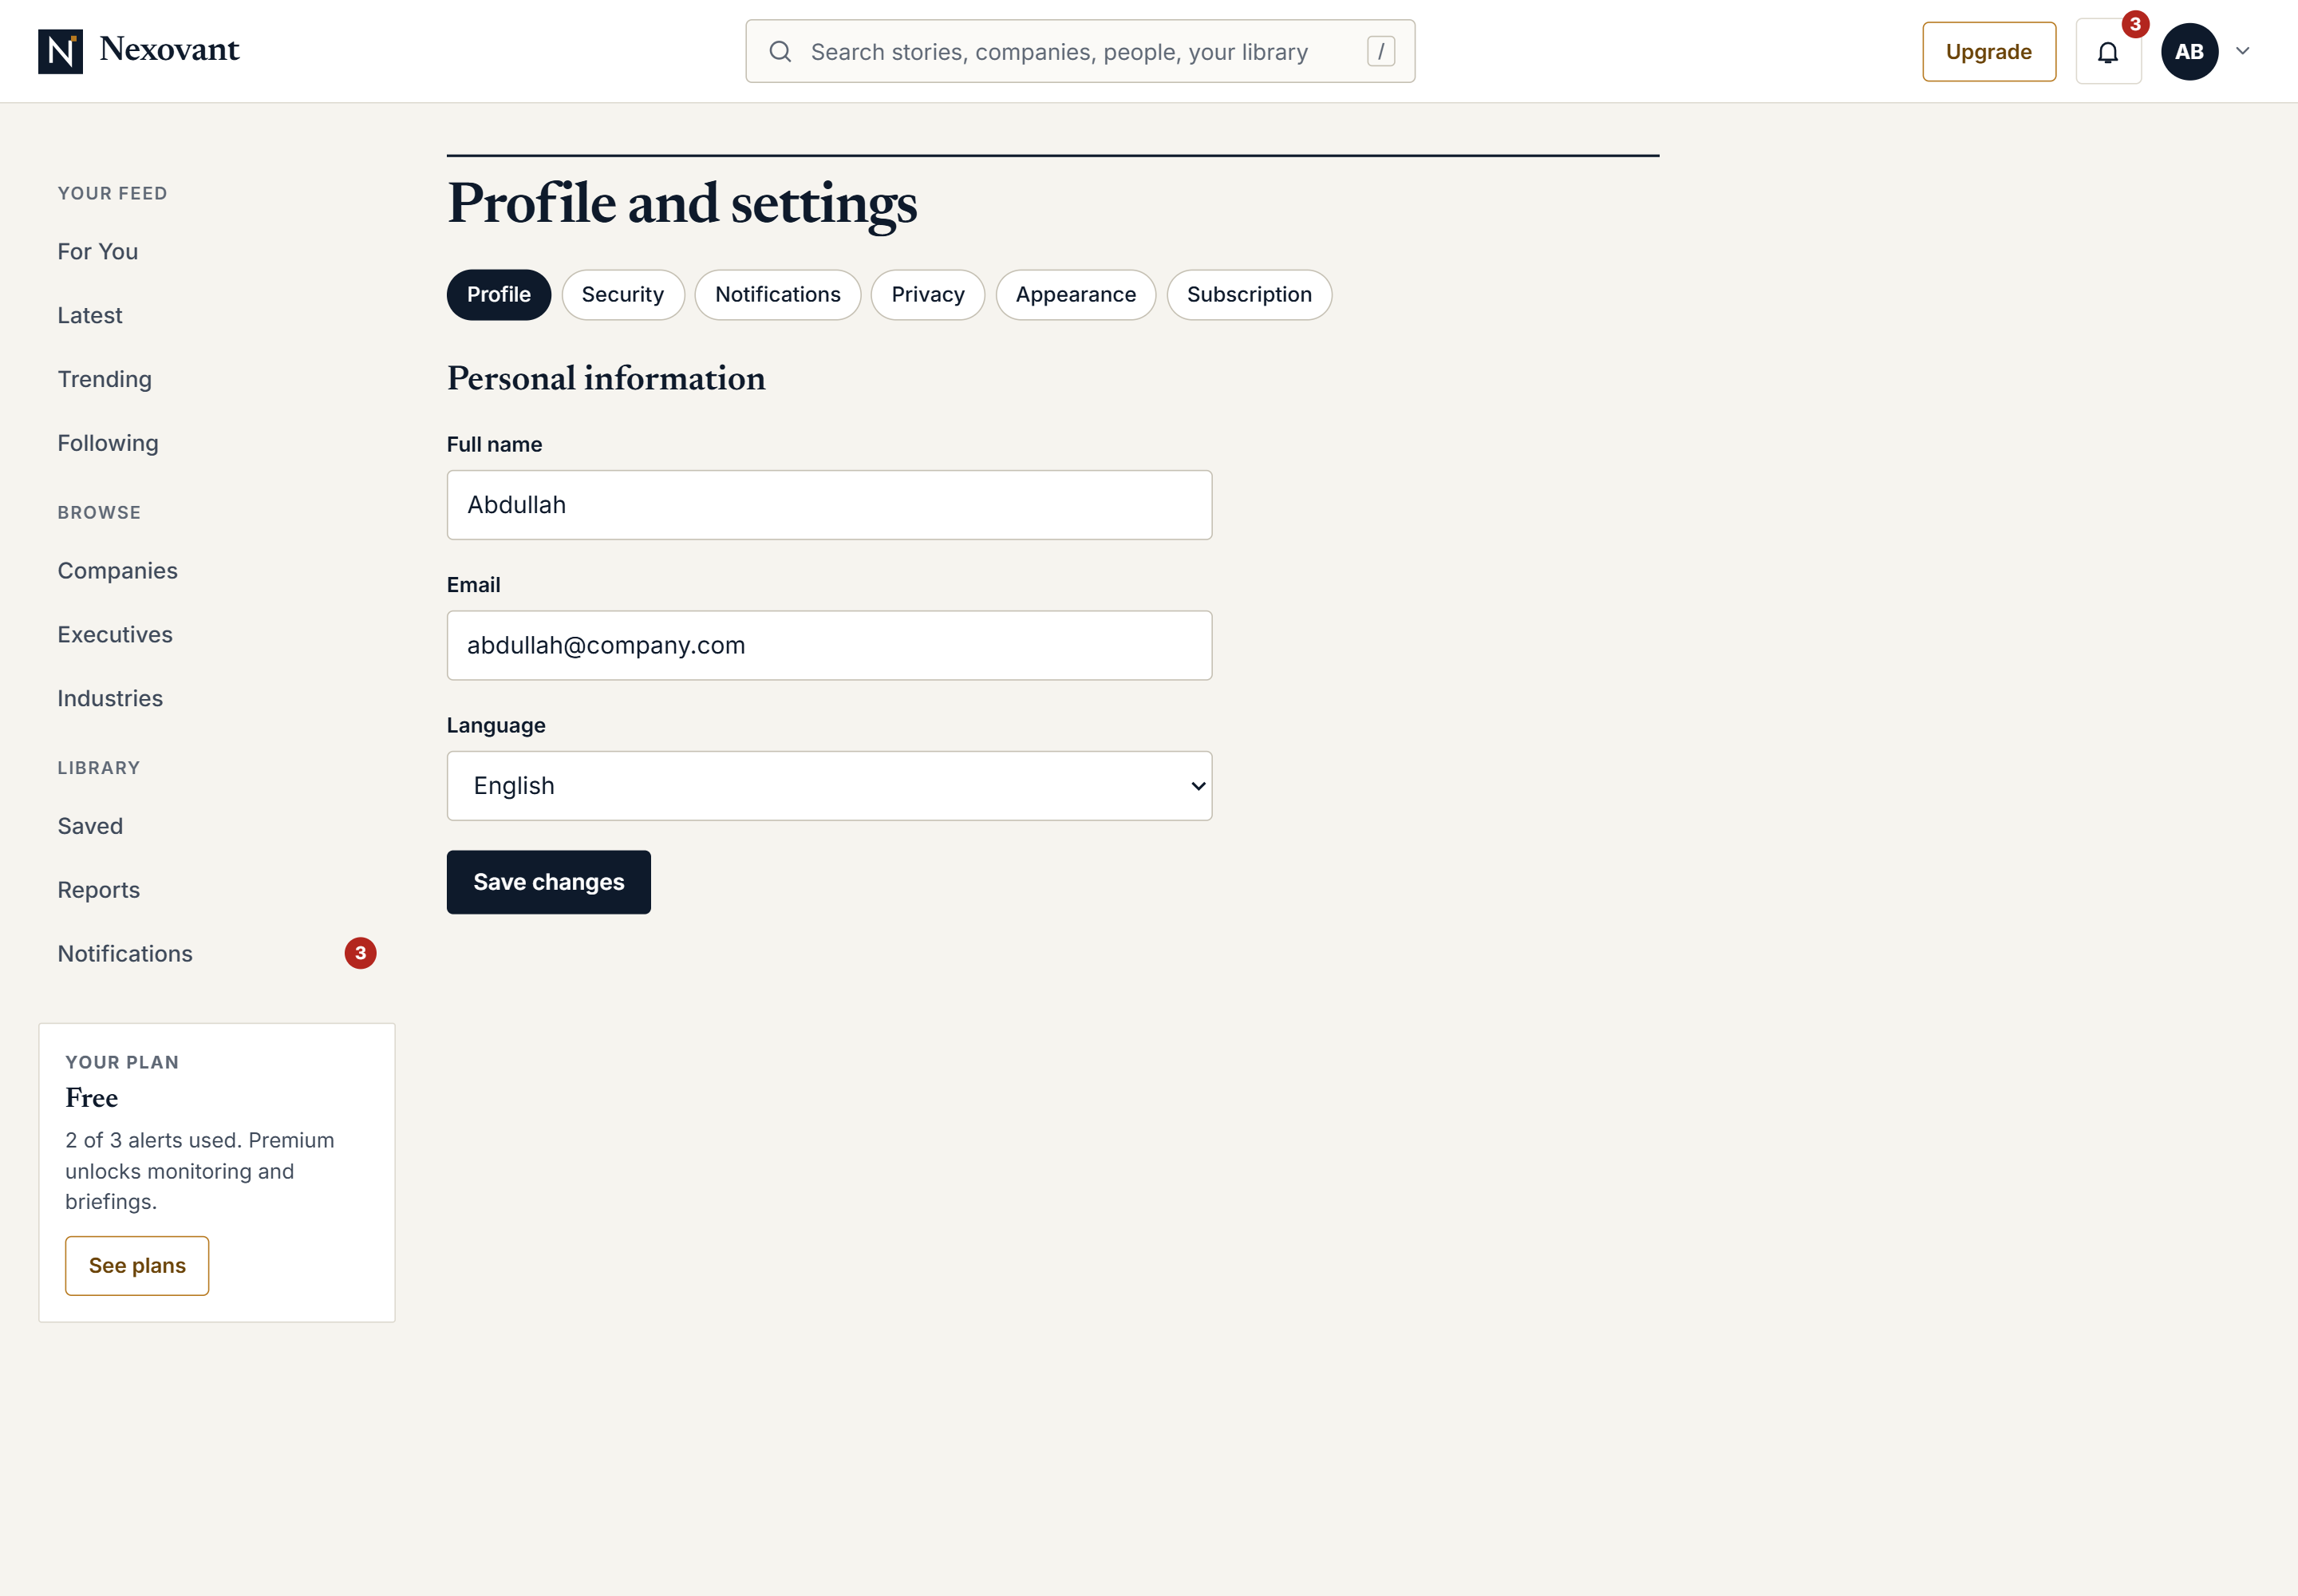 Nexovant
Search stories, companies, people, your library /
Upgrade
3
AB
YOUR FEED
For You
Latest
Trending
Following
BROWSE
Companies
Executives
Industries
LIBRARY
Saved
Reports
Notifications 3
YOUR PLAN
Free
2 of 3 alerts used. Premium
unlocks monitoring and
briefings.
See plans
Profile and settings
Profile Security Notifications Privacy Appearance Subscription
Personal information
Full name
Abdullah
Email
abdullah@company.com
Language
English
Save changes